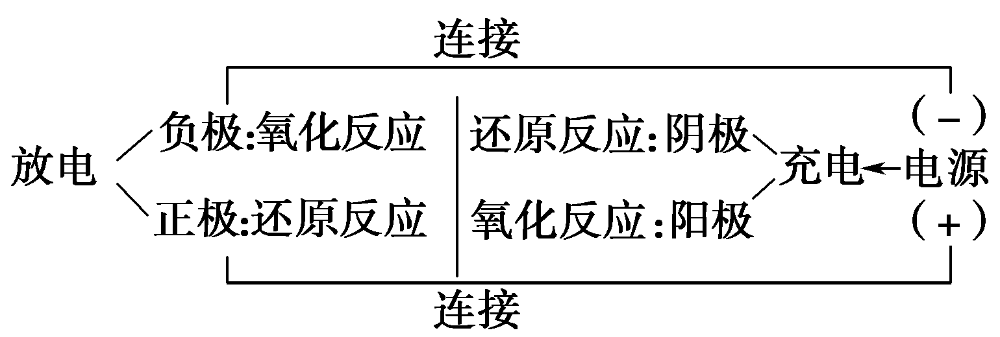 连接
负极:氧化反应 还原反应:阴极 (-)
放电 充电 电源
正极:还原反应 氧化反应:阳极 (+)
连接